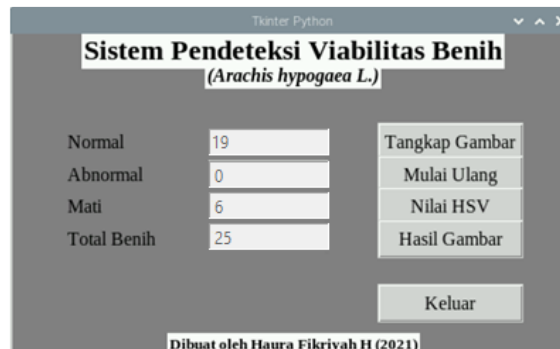 Tkinter Python
Sistem Pendeteksi Viabilitas Benih
(Arachis hypogaea L.)
Normal 19 Tangkap Gambar
Abnormal 0 Mulai Ulang
Mati 6 Nilai HSV
Total Benih 25 Hasil Gambar
Keluar
Dibuat oleh Haura Fikriyah H (2021)